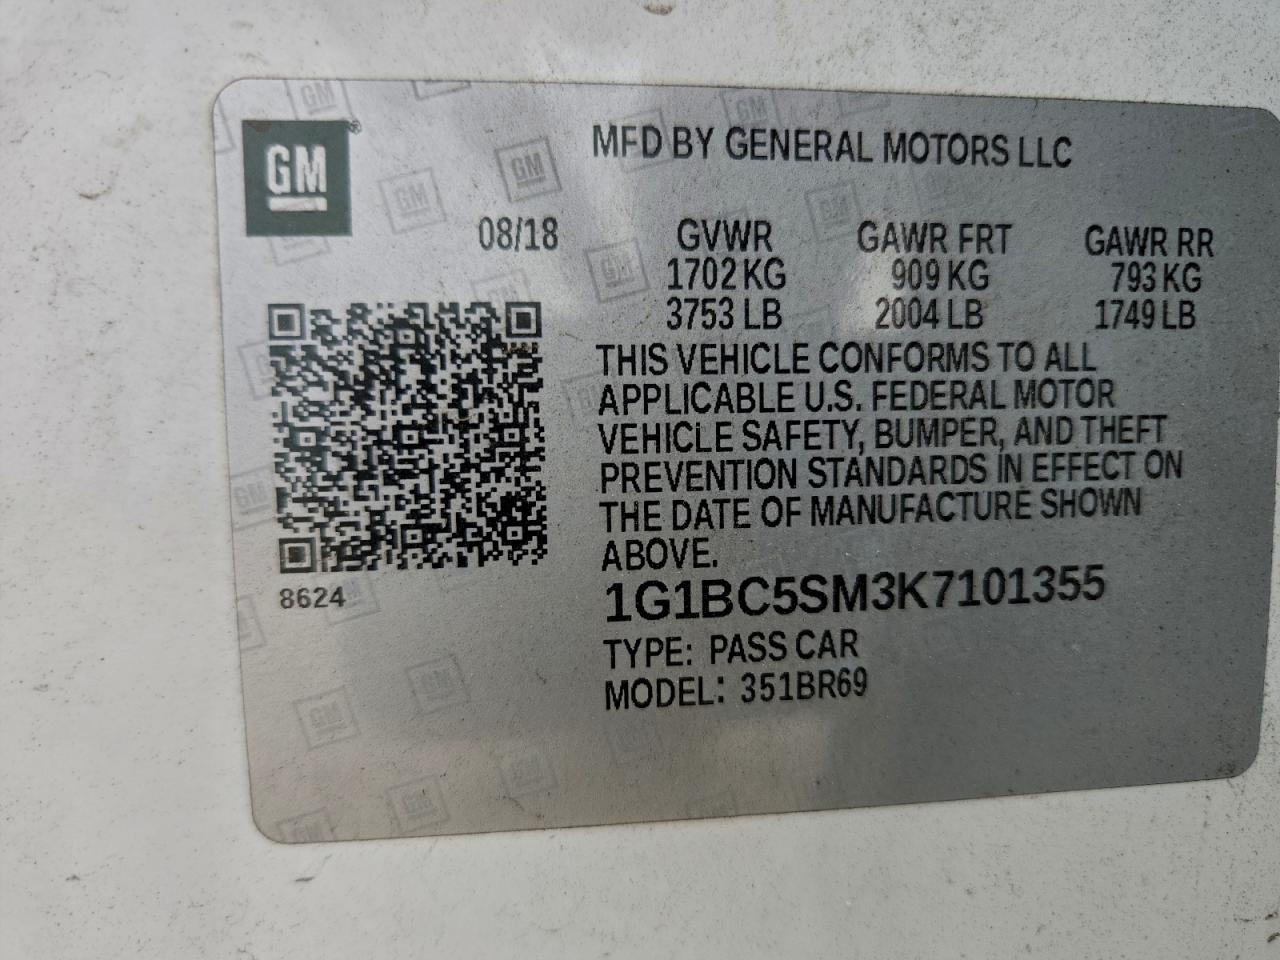 GM
MFD BY GENERAL MOTORS LLC
08/18
GVWR GAWR FRT GAWR RR
1702 KG 909 KG 793 KG
3753 LB 2004 LB 1749 LB
THIS VEHICLE CONFORMS TO ALL
APPLICABLE U.S. FEDERAL MOTOR
VEHICLE SAFETY, BUMPER, AND THEFT
PREVENTION STANDARDS IN EFFECT ON
THE DATE OF MANUFACTURE SHOWN
ABOVE.
8624
1G1BC5SM3K7101355
TYPE: PASS CAR
MODEL: 351BR69